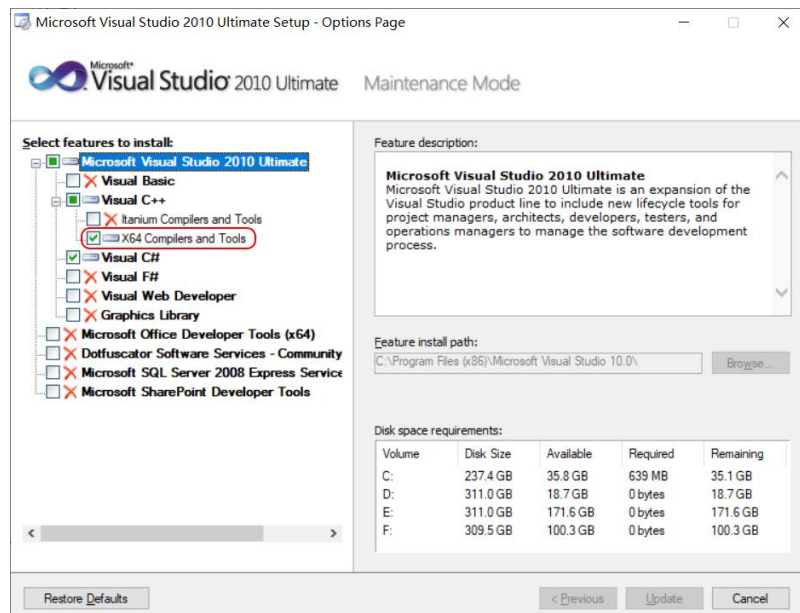 Microsoft Visual Studio 2010 Ultimate Setup - Options Page
Microsoft®
Visual Studio® 2010 Ultimate Maintenance Mode
Select features to install:
Microsoft Visual Studio 2010 Ultimate
Visual Basic
Visual C++
Itanium Compilers and Tools
X64 Compilers and Tools
Visual C#
Visual F#
Visual Web Developer
Graphics Library
Microsoft Office Developer Tools (x64)
Dotfuscator Software Services - Community
Microsoft SQL Server 2008 Express Service
Microsoft SharePoint Developer Tools
Feature description:
Microsoft Visual Studio 2010 Ultimate
Microsoft Visual Studio 2010 Ultimate is an expansion of the
Visual Studio product line to include new lifecycle tools for
project managers, architects, developers, testers, and
operations managers to manage the software development
process.
Feature install path:
C:\Program Files (x86)\Microsoft Visual Studio 10.0\ Browse...
Disk space requirements:
Volume Disk Size Available Required Remaining
C: 237.4 GB 35.8 GB 639 MB 35.1 GB
D: 311.0 GB 18.7 GB 0 bytes 18.7 GB
E: 311.0 GB 171.6 GB 0 bytes 171.6 GB
F: 309.5 GB 100.3 GB 0 bytes 100.3 GB
Restore Defaults < Previous Update Cancel